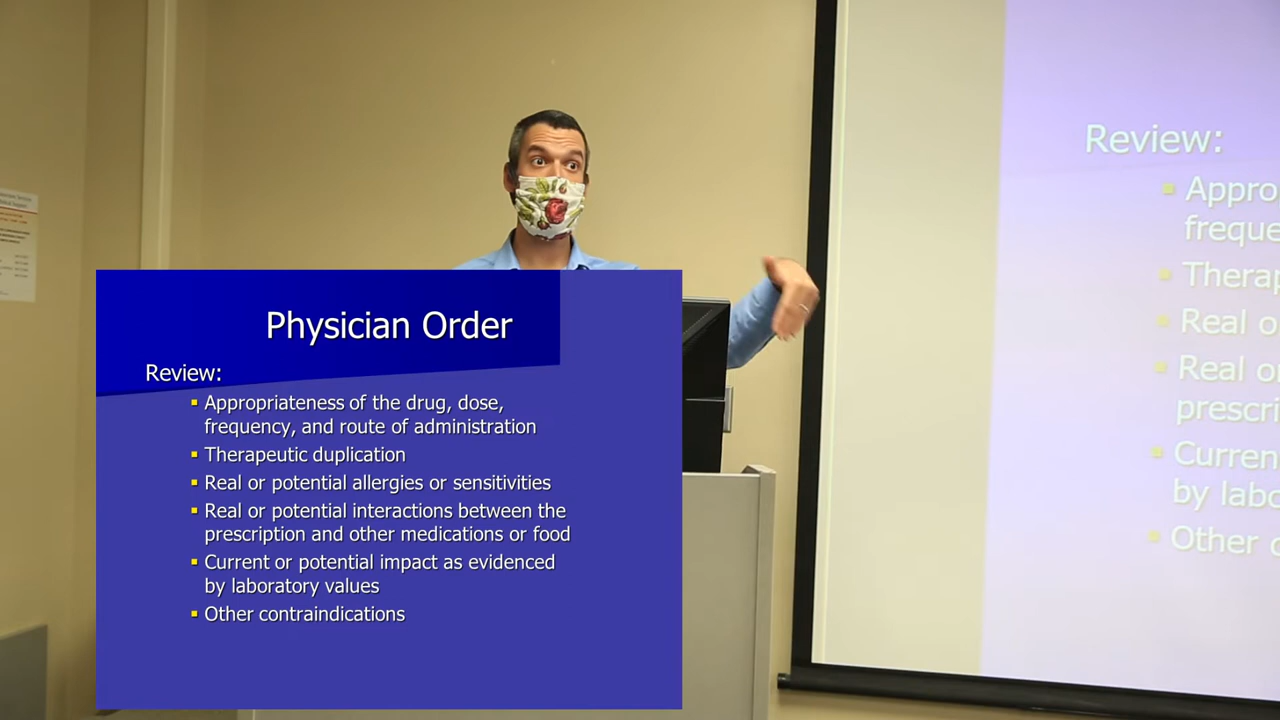 Physician Order
Review:
Appropriateness of the drug, dose,
frequency, and route of administration
Therapeutic duplication
Real or potential allergies or sensitivities
Real or potential interactions between the
prescription and other medications or food
Current or potential impact as evidenced
by laboratory values
Other contraindications
Review:
Appro
freque
Therap
Real o
Real o
prescri
Curren
by labo
Other c